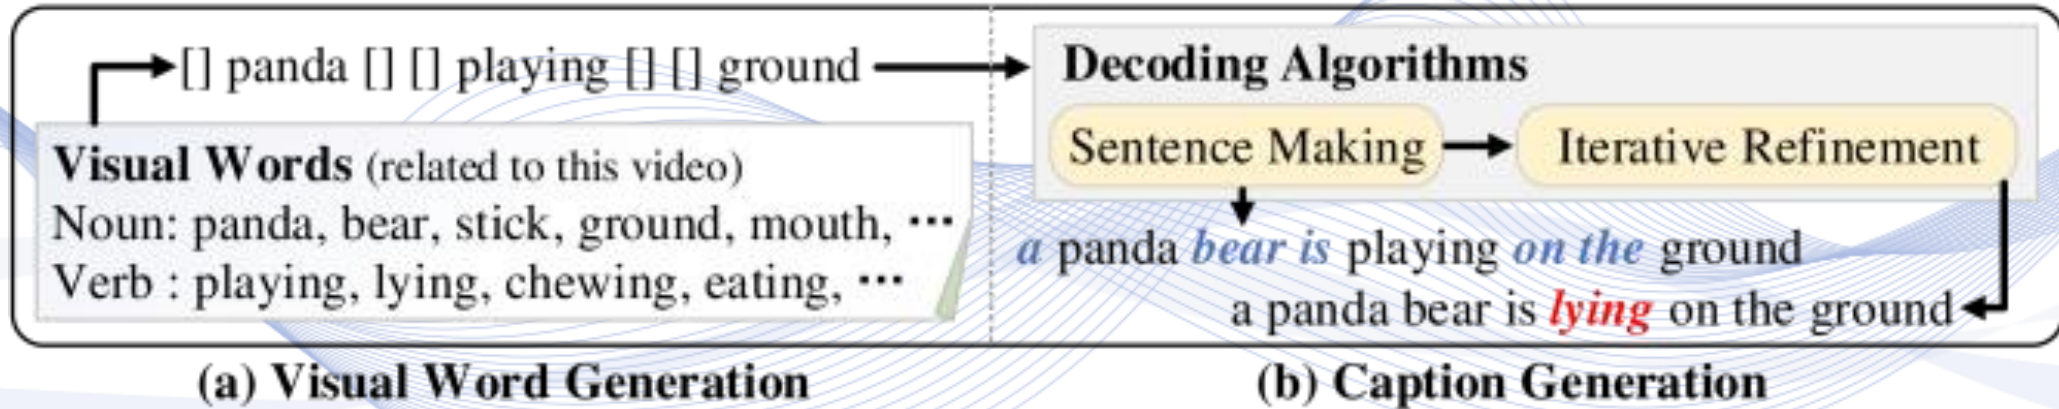 [] panda [] [] playing [] [] ground
Visual Words (related to this video)
Noun: panda, bear, stick, ground, mouth, ···
Verb : playing, lying, chewing, eating, ···
(a) Visual Word Generation
Decoding Algorithms
Sentence Making
Iterative Refinement
a panda bear is playing on the ground
a panda bear is lying on the ground
(b) Caption Generation